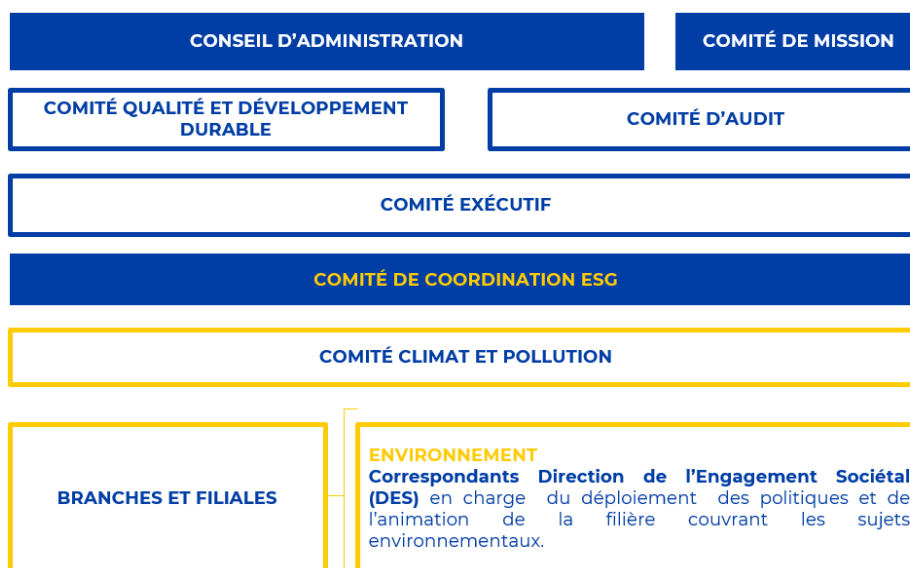 CONSEIL D’ADMINISTRATION
COMITÉ DE MISSION
COMITÉ QUALITÉ ET DÉVELOPPEMENT
DURABLE
COMITÉ D’AUDIT
COMITÉ EXÉCUTIF
COMITÉ DE COORDINATION ESG
COMITÉ CLIMAT ET POLLUTION
BRANCHES ET FILIALES
ENVIRONNEMENT
Correspondants Direction de l’Engagement Sociétal
(DES) en charge du déploiement des politiques et de
l’animation de la filière couvrant les sujets
environnementaux.